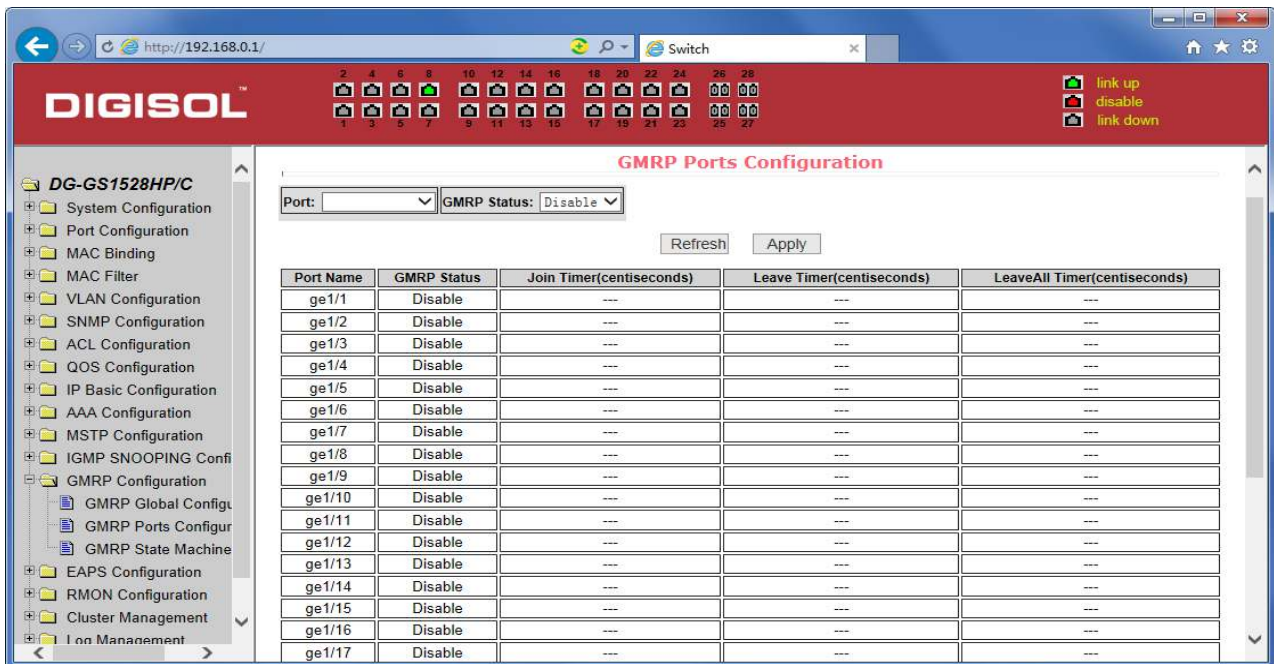 http://192.168.0.1/
Switch
DIGISOL™
2 4 6 8 10 12 14 16 18 20 22 24 26 28
1 3 5 7 9 11 13 15 17 19 21 23 25 27
link up
disable
link down
DG-GS1528HP/C
System Configuration
Port Configuration
MAC Binding
MAC Filter
VLAN Configuration
SNMP Configuration
ACL Configuration
QOS Configuration
IP Basic Configuration
AAA Configuration
MSTP Configuration
IGMP SNOOPING Confi
GMRP Configuration
GMRP Global Configu
GMRP Ports Configur
GMRP State Machine
EAPS Configuration
RMON Configuration
Cluster Management
Log Management
GMRP Ports Configuration
Port: GMRP Status: Disable
Refresh Apply
Port Name GMRP Status Join Timer(centiseconds) Leave Timer(centiseconds) LeaveAll Timer(centiseconds)
ge1/1 Disable --- --- ---
ge1/2 Disable --- --- ---
ge1/3 Disable --- --- ---
ge1/4 Disable --- --- ---
ge1/5 Disable --- --- ---
ge1/6 Disable --- --- ---
ge1/7 Disable --- --- ---
ge1/8 Disable --- --- ---
ge1/9 Disable --- --- ---
ge1/10 Disable --- --- ---
ge1/11 Disable --- --- ---
ge1/12 Disable --- --- ---
ge1/13 Disable --- --- ---
ge1/14 Disable --- --- ---
ge1/15 Disable --- --- ---
ge1/16 Disable --- --- ---
ge1/17 Disable --- --- ---